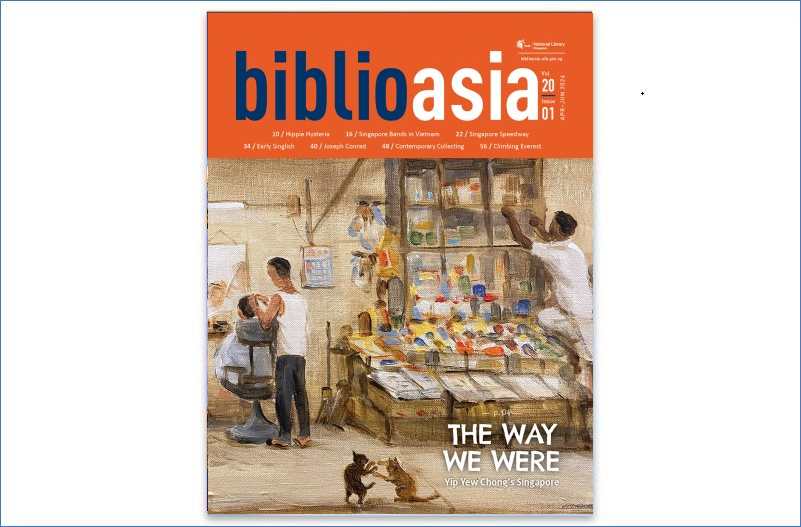 National Library
Singapore
biblioasia.nlb.gov.sg
biblioasia
Vol.
20
Issue
01
APR–JUN 2024
10 / Hippie Hysteria 16 / Singapore Bands in Vietnam 22 / Singapore Speedway
34 / Early Singlish 40 / Joseph Conrad 48 / Contemporary Collecting 56 / Climbing Everest
p. 04
THE WAY
WE WERE
Yip Yew Chong's Singapore